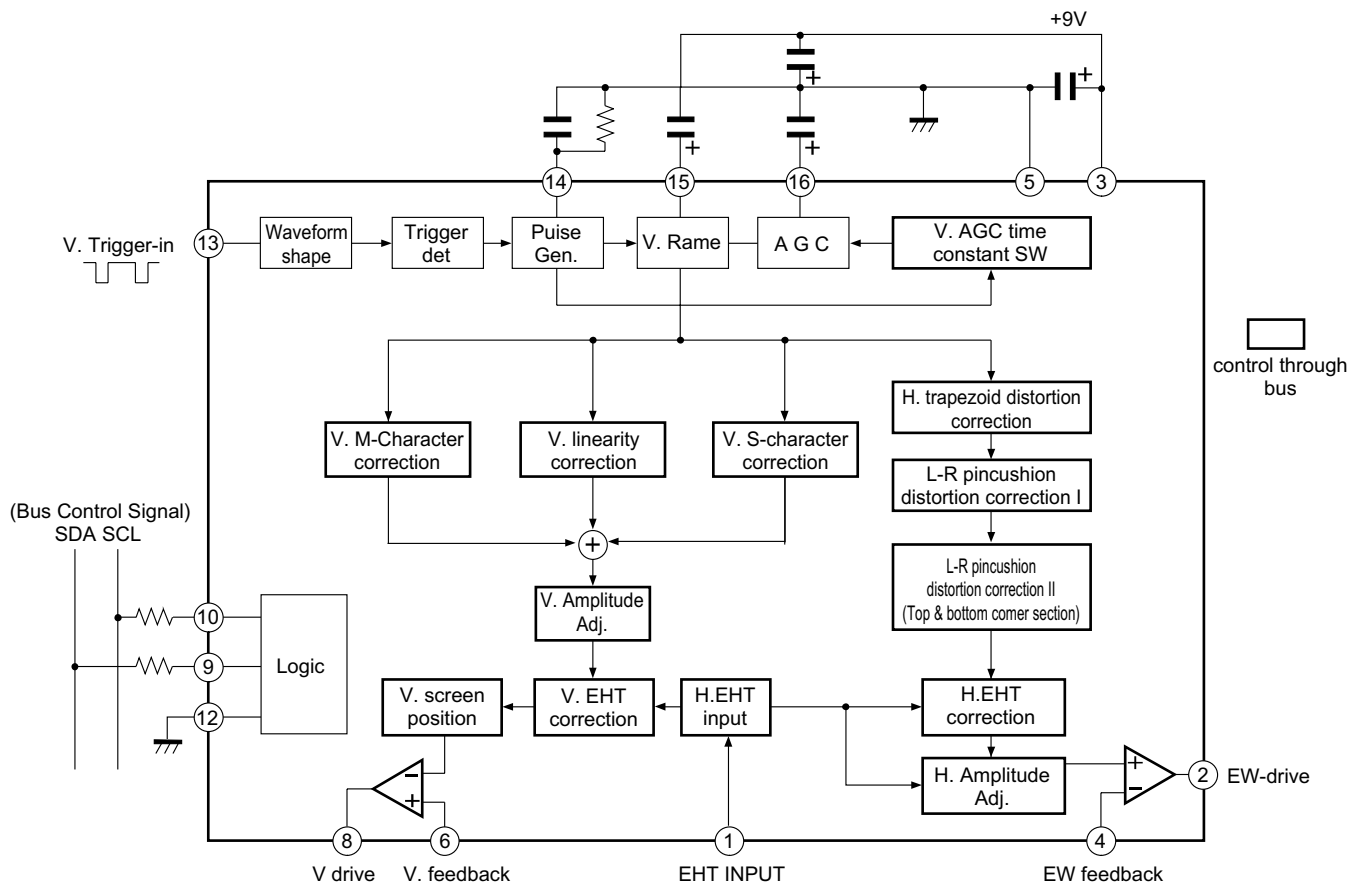 +9V
+
+
+
+
14
15
16
5
3
V. Trigger-in
13
Waveform
shape
Trigger
det
Puise
Gen.
V. Rame
A G C
V. AGC time
constant SW
control through
bus
H. trapezoid distortion
correction
V. M-Character
correction
V. linearity
correction
V. S-character
correction
L-R pincushion
distortion correction I
(Bus Control Signal)
SDA SCL
+
L-R pincushion
distortion correction II
(Top & bottom comer section)
V. Amplitude
Adj.
10
9
12
Logic
V. screen
position
V. EHT
correction
H.EHT
input
H.EHT
correction
H. Amplitude
Adj.
−
+
+
−
2
EW-drive
8
6
1
4
V drive
V. feedback
EHT INPUT
EW feedback